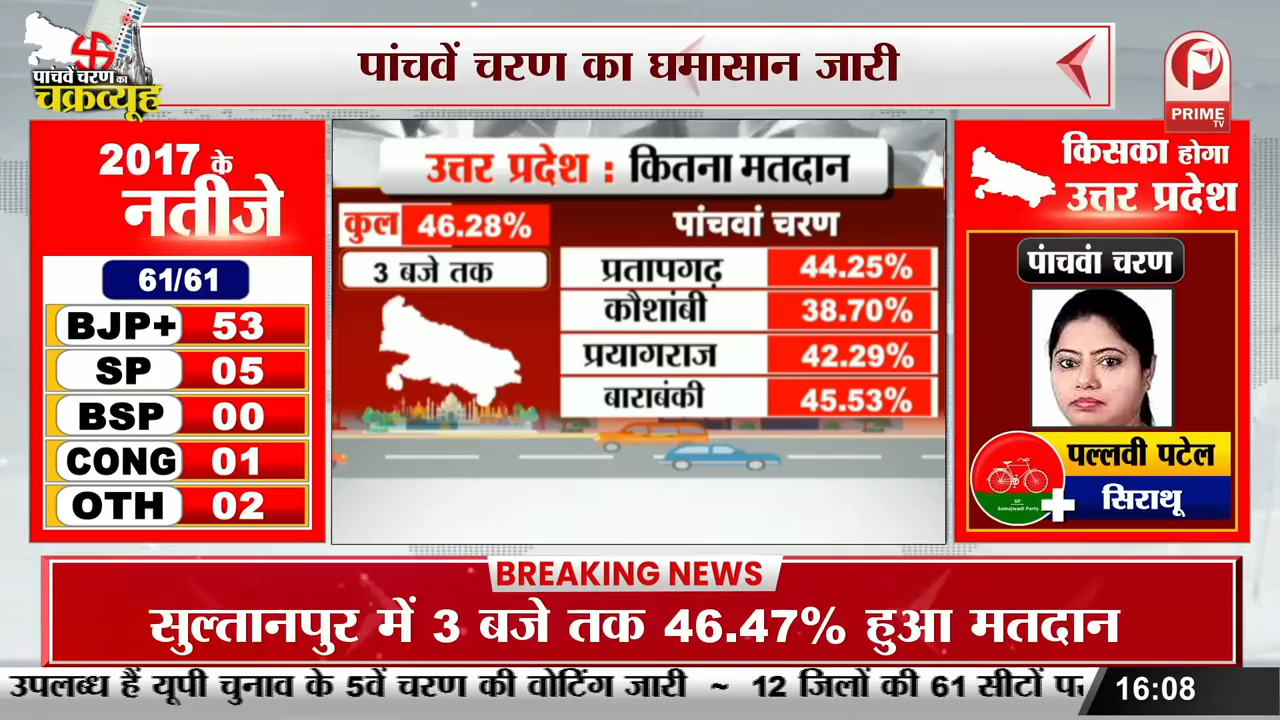 पांचवें चरण का
चक्रव्यूह
पांचवें चरण का घमासान जारी
PRIME
TV
2017 के
नतीजे
61/61
BJP+ 53
SP 05
BSP 00
CONG 01
OTH 02
उत्तर प्रदेश : कितना मतदान
कुल 46.28%
3 बजे तक
पांचवां चरण
प्रतापगढ़ 44.25%
कौशांबी 38.70%
प्रयागराज 42.29%
बाराबंकी 45.53%
किसका होगा
उत्तर प्रदेश
पांचवां चरण
पल्लवी पटेल
सिराथू
SP
Samajwadi Party
BREAKING NEWS
सुल्तानपुर में 3 बजे तक 46.47% हुआ मतदान
उपलब्ध हैं यूपी चुनाव के 5वें चरण की वोटिंग जारी ~ 12 जिलों की 61 सीटों पर
16:08